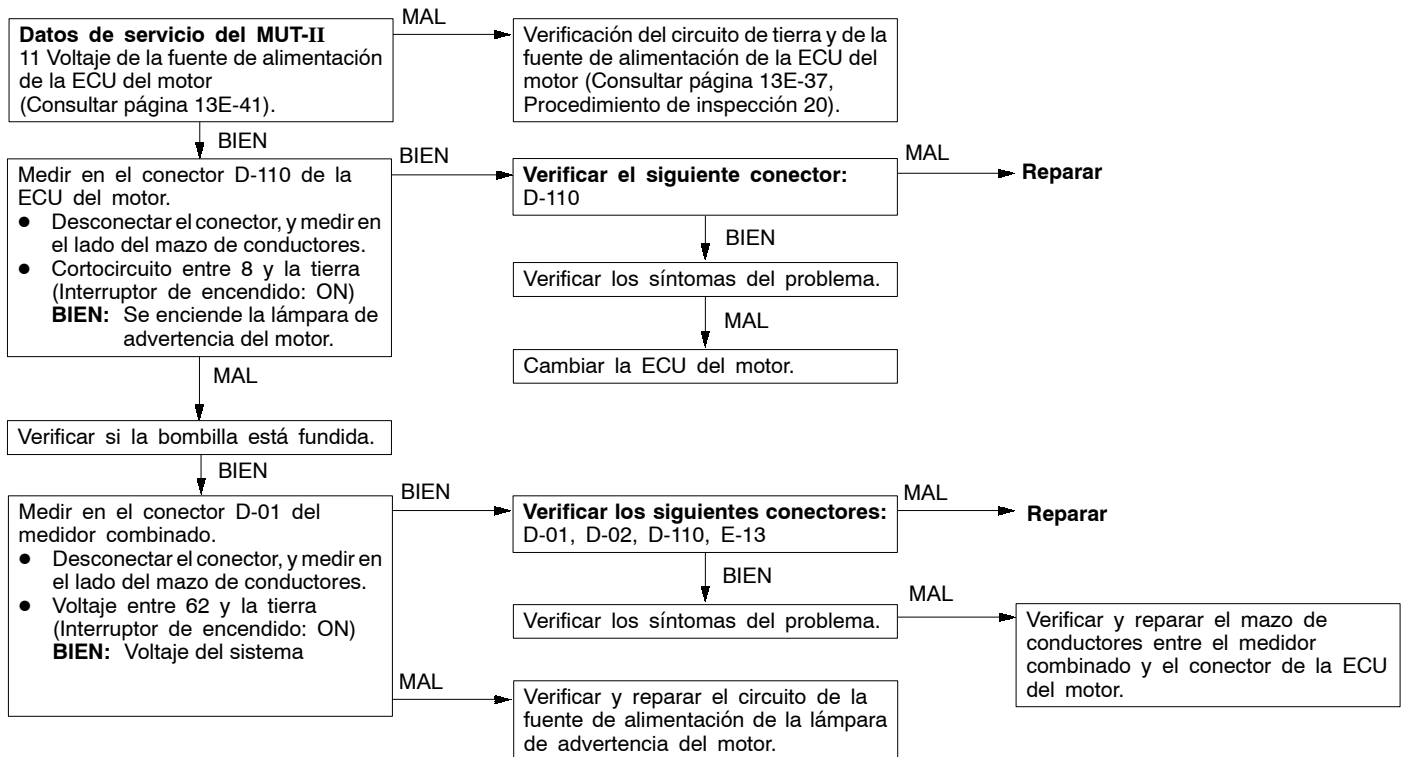 Datos de servicio del MUT-II
11 Voltaje de la fuente de alimentación
de la ECU del motor
(Consultar página 13E-41).
MAL
Verificación del circuito de tierra y de la
fuente de alimentación de la ECU del
motor (Consultar página 13E-37,
Procedimiento de inspección 20).
BIEN
Medir en el conector D-110 de la
ECU del motor.
● Desconectar el conector, y medir en
el lado del mazo de conductores.
● Cortocircuito entre 8 y la tierra
(Interruptor de encendido: ON)
BIEN: Se enciende la lámpara de
advertencia del motor.
BIEN
Verificar el siguiente conector:
D-110
MAL
Reparar
BIEN
Verificar los síntomas del problema.
MAL
Cambiar la ECU del motor.
MAL
Verificar si la bombilla está fundida.
BIEN
Medir en el conector D-01 del
medidor combinado.
● Desconectar el conector, y medir en
el lado del mazo de conductores.
● Voltaje entre 62 y la tierra
(Interruptor de encendido: ON)
BIEN: Voltaje del sistema
BIEN
Verificar los siguientes conectores:
D-01, D-02, D-110, E-13
MAL
Reparar
BIEN
Verificar los síntomas del problema.
MAL
Verificar y reparar el mazo de
conductores entre el medidor
combinado y el conector de la ECU
del motor.
MAL
Verificar y reparar el circuito de la
fuente de alimentación de la lámpara
de advertencia del motor.